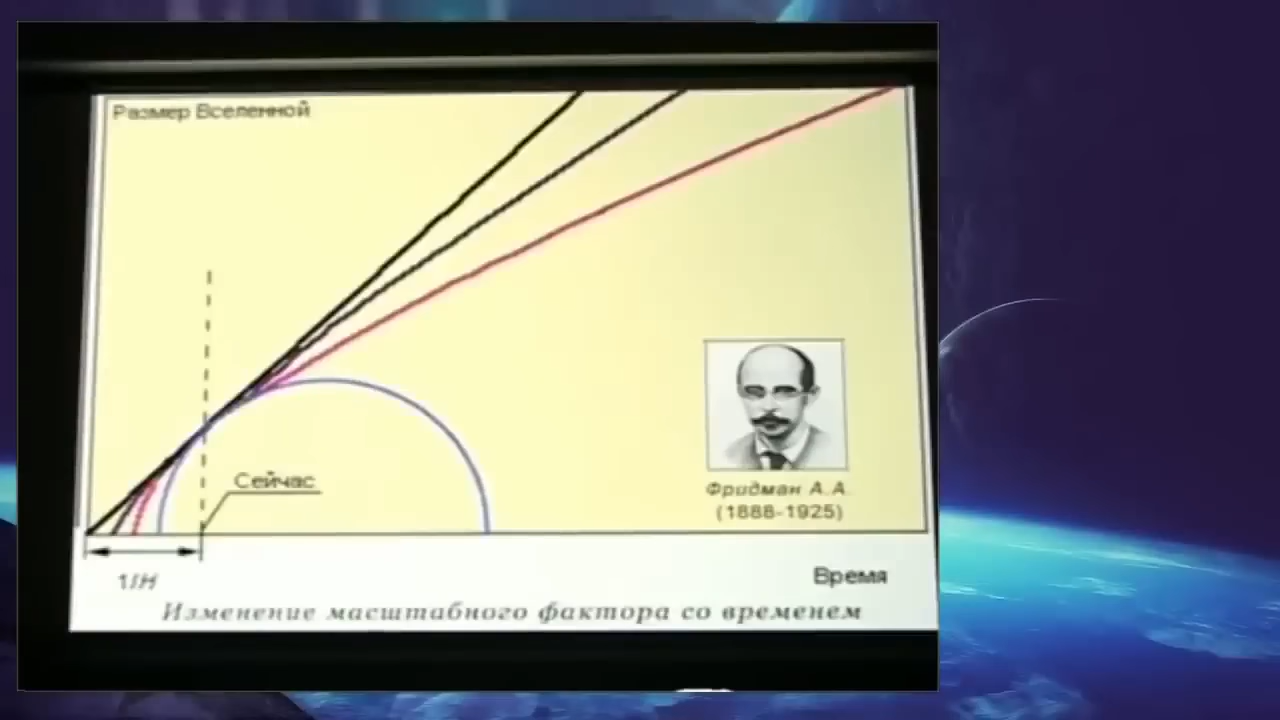 Размер Вселенной
Сейчас
Фридман А.А.
(1888-1925)
1/H
Время
Изменение масштабного фактора со временем